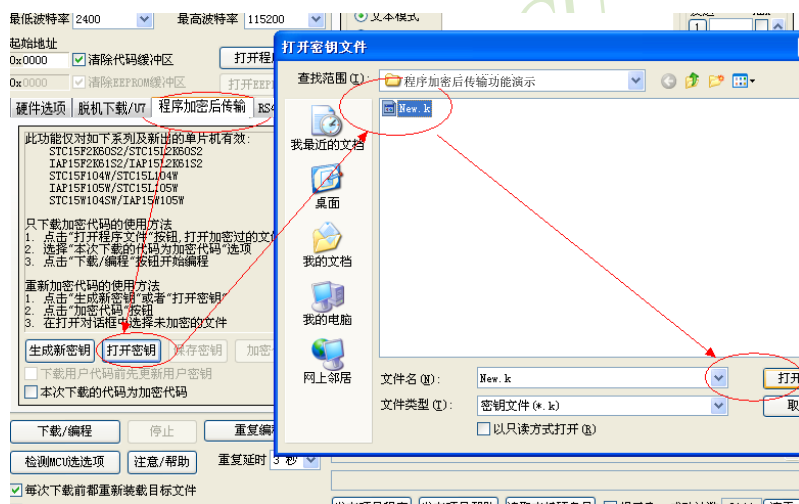 最低波特率 2400 最高波特率 115200
文本模式
起始地址
0x0000 清除代码缓冲区 打开程
0x0000 清除EEPROM缓冲区 打开EEP
硬件选项 脱机下载/U7 程序加密后传输 RS4
此功能仅对如下系列及新出的单片机有效:
STC15F2K60S2/STC15L2K60S2
IAP15F2K61S2/IAP15L2K61S2
STC15F104W/STC15L104W
IAP15F105W/STC15L105W
STC15W104SW/IAP15W105W
只下载加密代码的使用方法
1. 点击"打开程序文件"按钮,打开加密过的文
2. 选择"本次下载的代码为加密代码"选项
3. 点击"下载/编程"按钮开始编程
重新加密代码的使用方法
1. 点击"生成新密钥"或者"打开密钥"
2. 点击"加密代码"按钮
3. 在打开对话框中选择未加密的文件
生成新密钥 打开密钥 保存密钥 加密
下载用户代码前先更新用户密钥
本次下载的代码为加密代码
下载/编程 停止 重复编
检测MCU选选项 注意/帮助 重复延时 3 秒
每次下载前都重新装载目标文件
打开密钥文件
查找范围(I): 程序加密后传输功能演示
New.k
我最近的文档
桌面
我的文档
我的电脑
网上邻居
文件名(N): New.k 打开
文件类型(T): 密钥文件(*.k) 取
以只读方式打开(R)